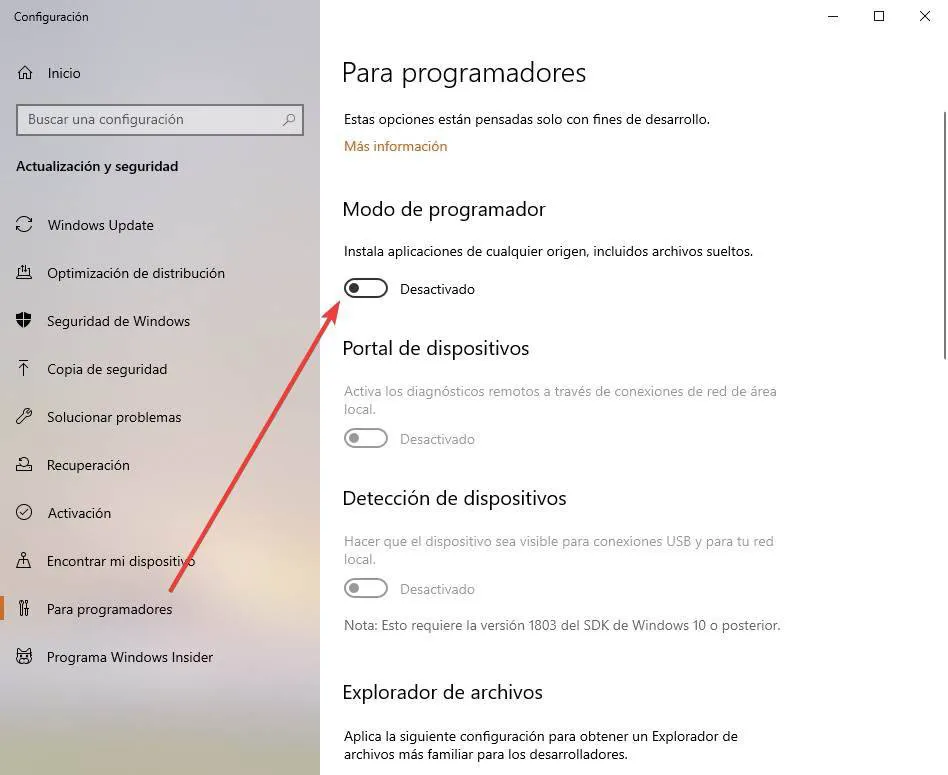 Configuración
Inicio
Buscar una configuración
Actualización y seguridad
Windows Update
Optimización de distribución
Seguridad de Windows
Copia de seguridad
Solucionar problemas
Recuperación
Activación
Encontrar mi dispositivo
Para programadores
Programa Windows Insider
Para programadores
Estas opciones están pensadas solo con fines de desarrollo.
Más información
Modo de programador
Instala aplicaciones de cualquier origen, incluidos archivos sueltos.
Desactivado
Portal de dispositivos
Activa los diagnósticos remotos a través de conexiones de red de área
local.
Desactivado
Detección de dispositivos
Hacer que el dispositivo sea visible para conexiones USB y para tu red
local.
Desactivado
Nota: Esto requiere la versión 1803 del SDK de Windows 10 o posterior.
Explorador de archivos
Aplica la siguiente configuración para obtener un Explorador de
archivos más familiar para los desarrolladores.